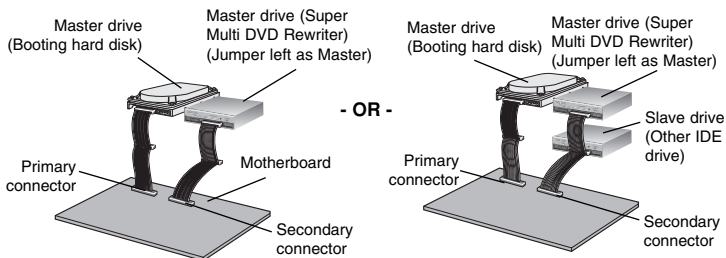 Master drive
(Booting hard disk)
Master drive (Super
Multi DVD Rewriter)
(Jumper left as Master)
Primary
connector
Motherboard
Secondary
connector
- OR -
Master drive
(Booting hard disk)
Master drive (Super
Multi DVD Rewriter)
(Jumper left as Master)
Slave drive
(Other IDE
drive)
Primary
connector
Secondary
connector